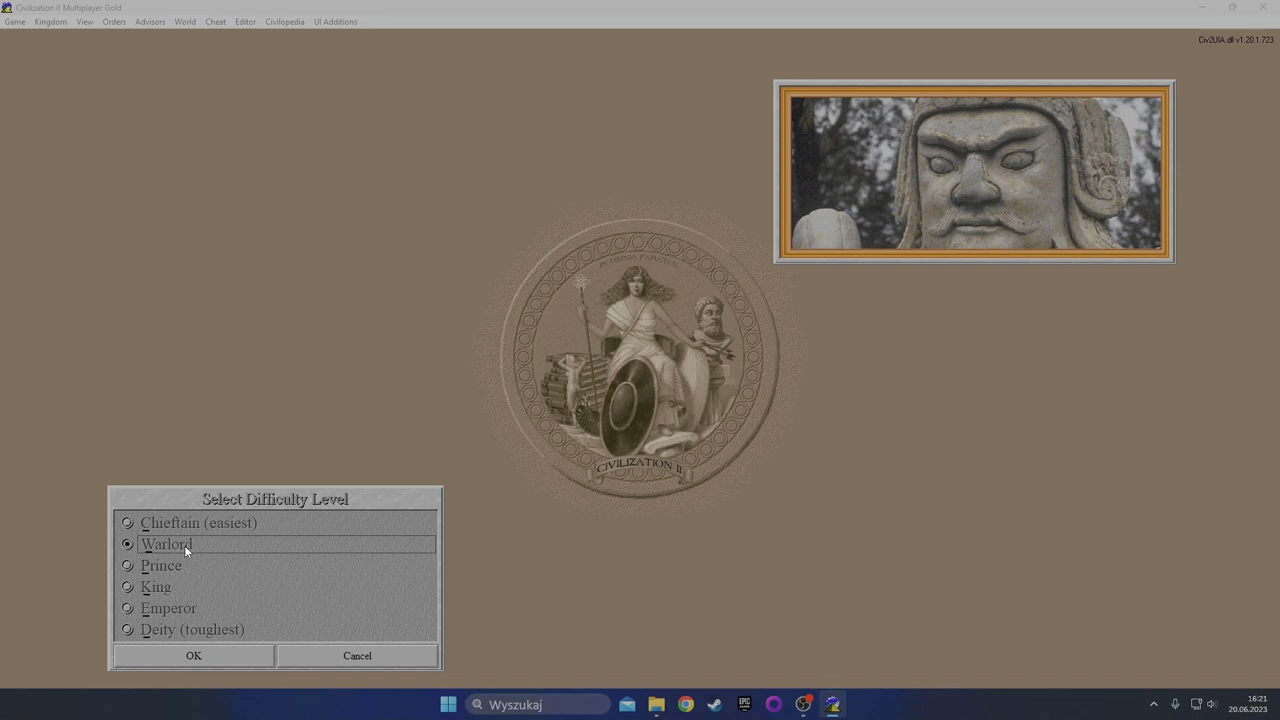 Civilization II Multiplayer Gold
Game Kingdom View Orders Advisors World Cheat Editor Civilopedia UI Additions
Civ2UIA.dll v1.20.1.723
CIVILIZATION II
Select Difficulty Level
Chieftain (easiest)
Warlord
Prince
King
Emperor
Deity (toughest)
OK Cancel
Wyszukaj
EPIC
16:21
20.06.2023